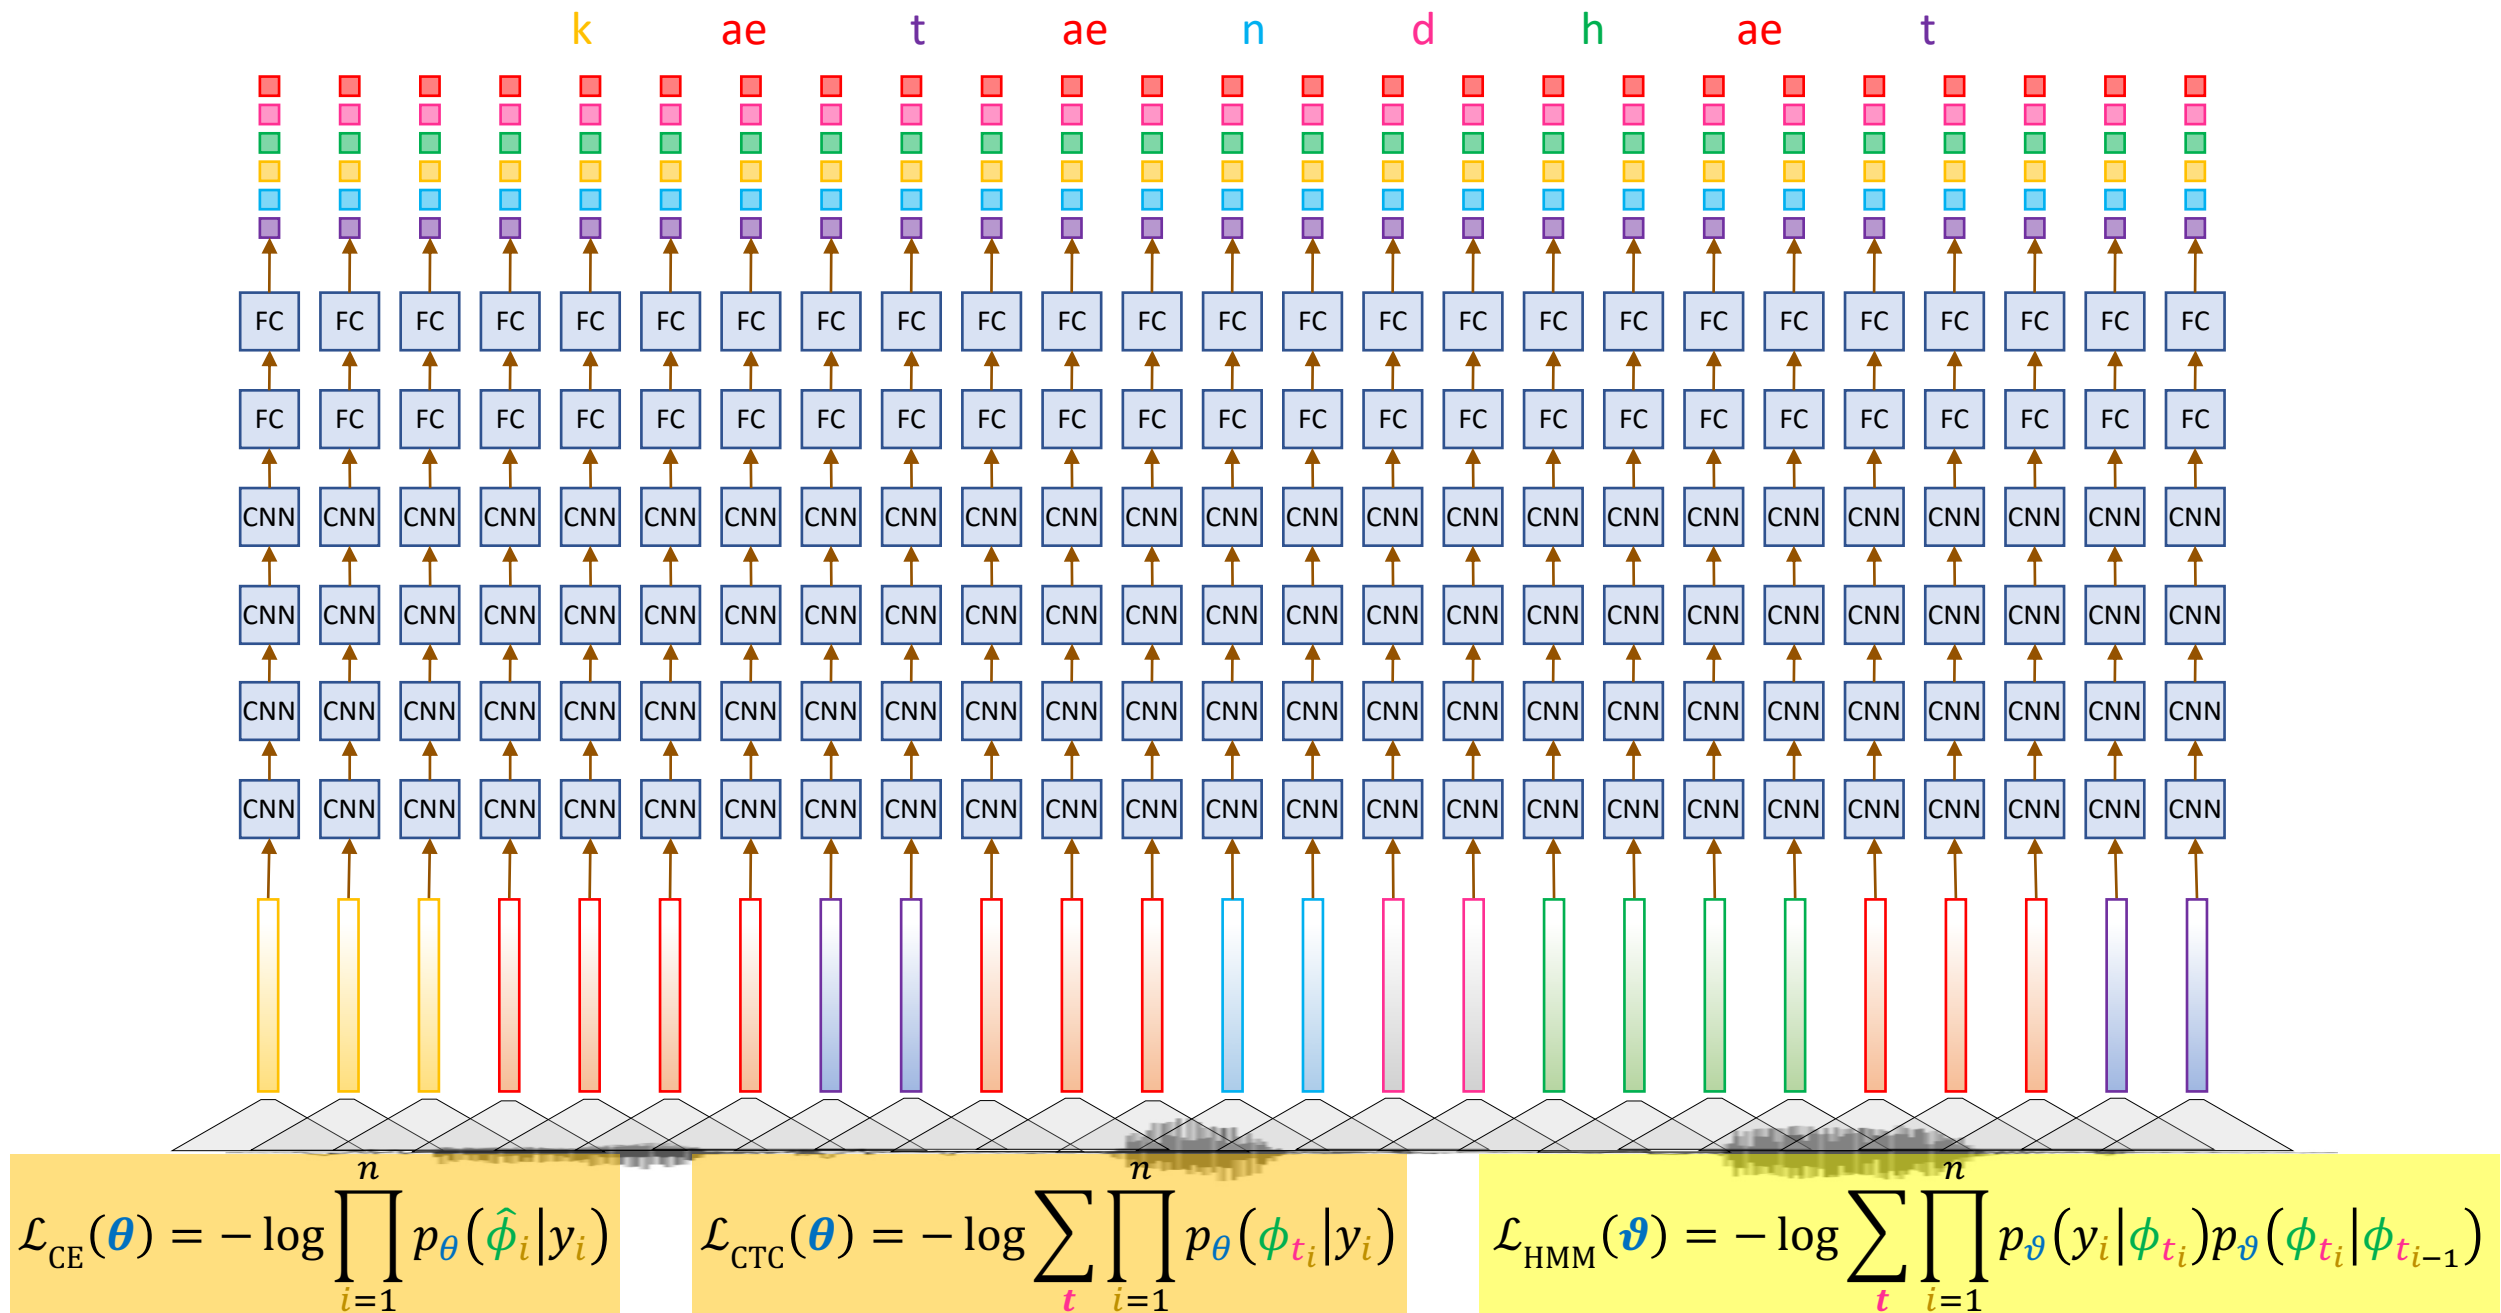 k ae t ae n d h ae t
FC FC FC FC FC FC FC FC FC FC FC FC FC FC FC FC FC FC FC FC FC FC FC FC FC
FC FC FC FC FC FC FC FC FC FC FC FC FC FC FC FC FC FC FC FC FC FC FC FC FC
CNN CNN CNN CNN CNN CNN CNN CNN CNN CNN CNN CNN CNN CNN CNN CNN CNN CNN CNN CNN CNN CNN CNN CNN CNN
CNN CNN CNN CNN CNN CNN CNN CNN CNN CNN CNN CNN CNN CNN CNN CNN CNN CNN CNN CNN CNN CNN CNN CNN CNN
CNN CNN CNN CNN CNN CNN CNN CNN CNN CNN CNN CNN CNN CNN CNN CNN CNN CNN CNN CNN CNN CNN CNN CNN CNN
CNN CNN CNN CNN CNN CNN CNN CNN CNN CNN CNN CNN CNN CNN CNN CNN CNN CNN CNN CNN CNN CNN CNN CNN CNN
ℒ_CE(θ) = − log ∏_{i=1}^{n} p_θ(ϕ̂_i|y_i)
ℒ_CTC(θ) = − log ∑_t ∏_{i=1}^{n} p_θ(ϕ_{t_i}|y_i)
ℒ_HMM(ϑ) = − log ∑_t ∏_{i=1}^{n} p_ϑ(y_i|ϕ_{t_i})p_ϑ(ϕ_{t_i}|ϕ_{t_{i−1}})